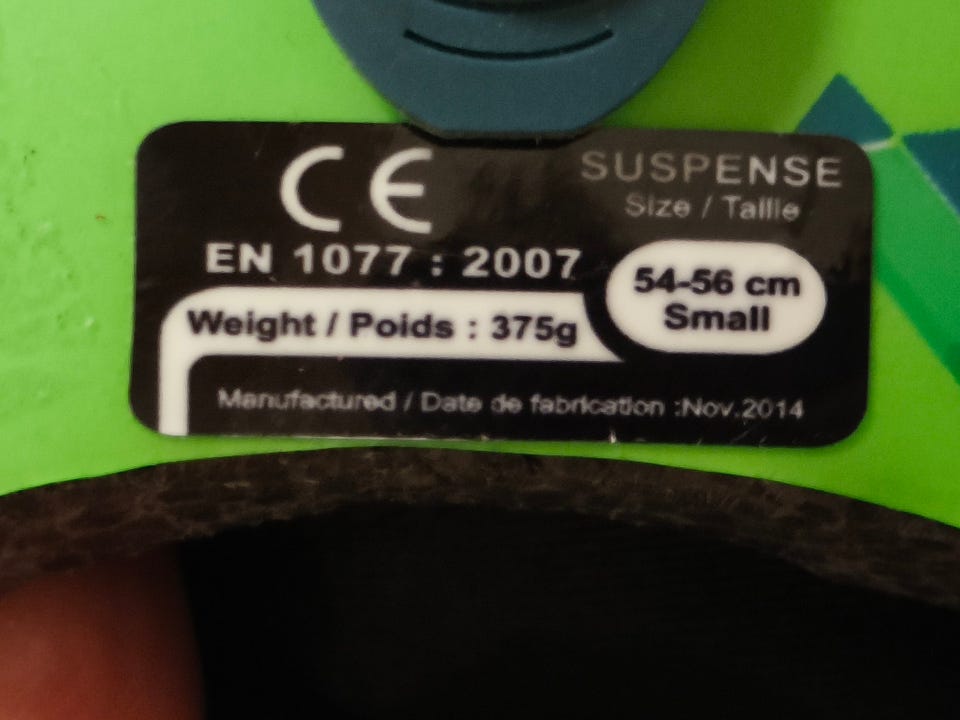 CE
EN 1077 : 2007
SUSPENSE
Size / Taille
54-56 cm
Small
Weight / Poids : 375g
Manufactured / Date de fabrication :Nov.2014